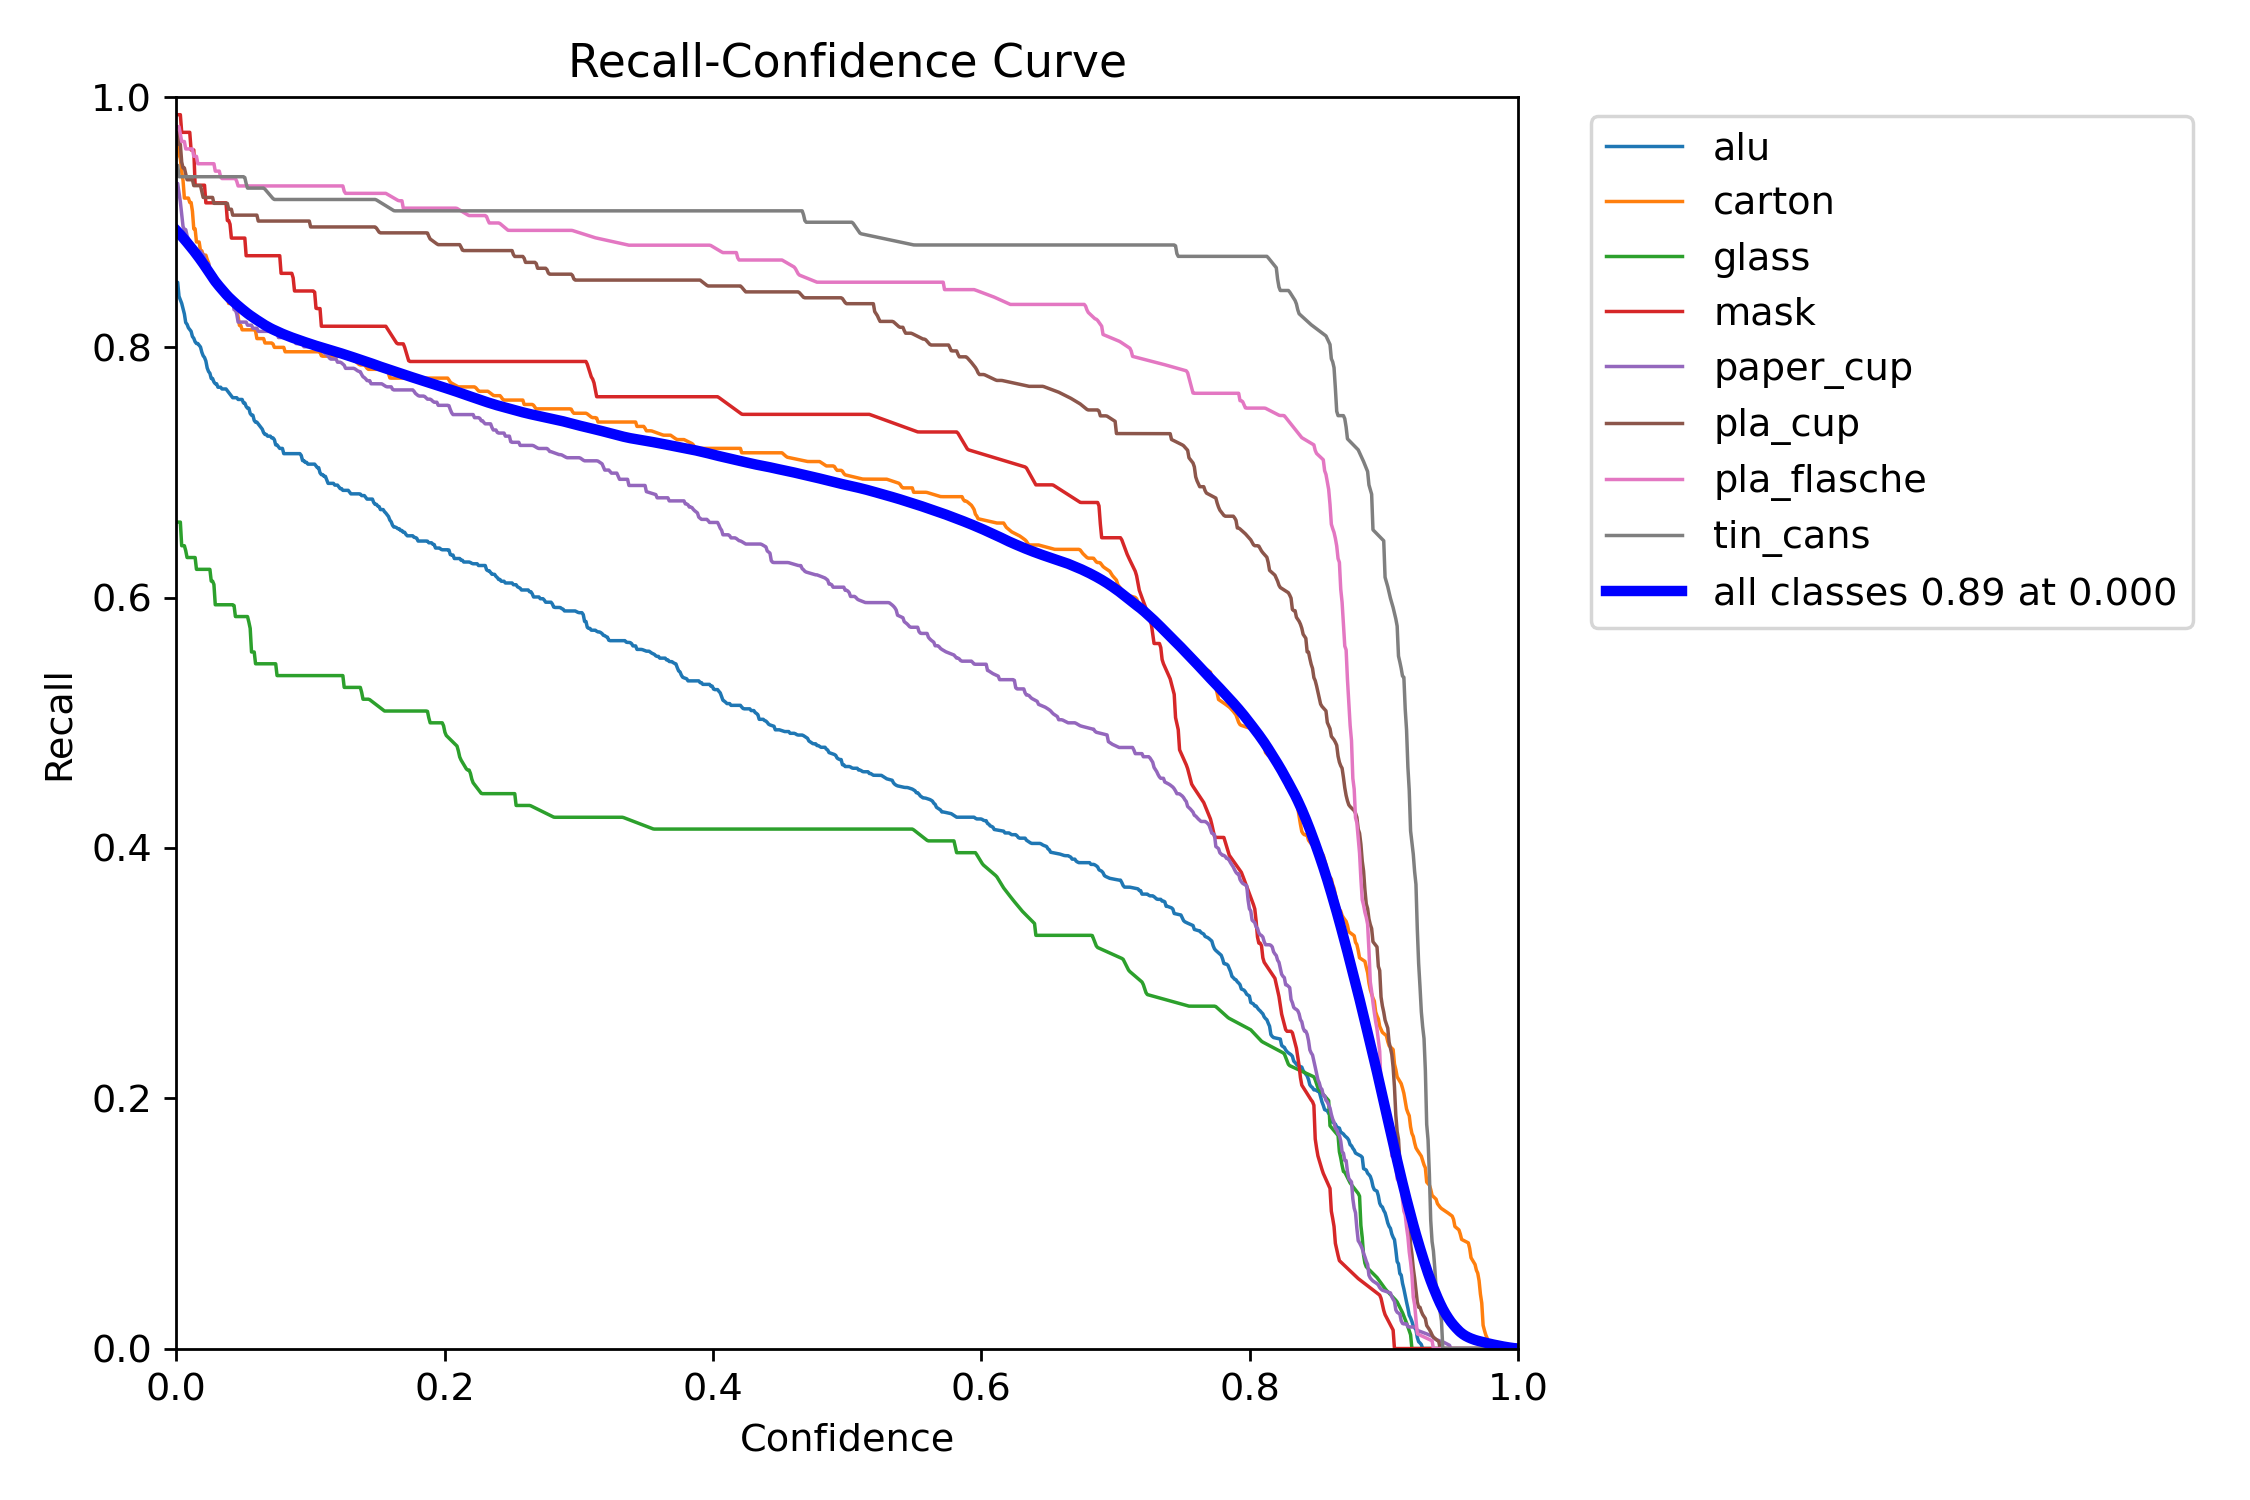 Recall-Confidence Curve
1.0
0.8
0.6
0.4
0.2
0.0
Recall
0.0 0.2 0.4 0.6 0.8 1.0
Confidence
alu
carton
glass
mask
paper_cup
pla_cup
pla_flasche
tin_cans
all classes 0.89 at 0.000